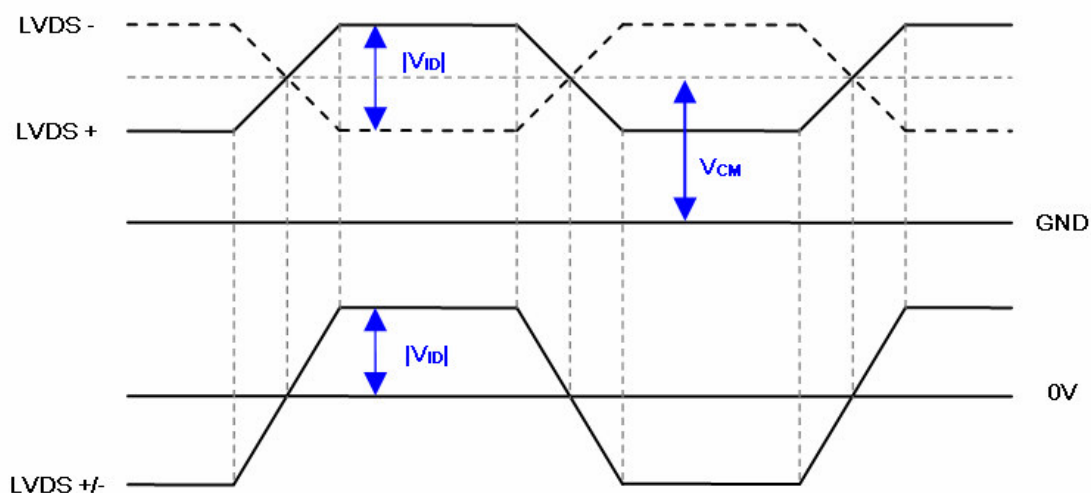 LVDS -
|VID|
LVDS +
VCM
GND
|VID|
0V
LVDS +/-